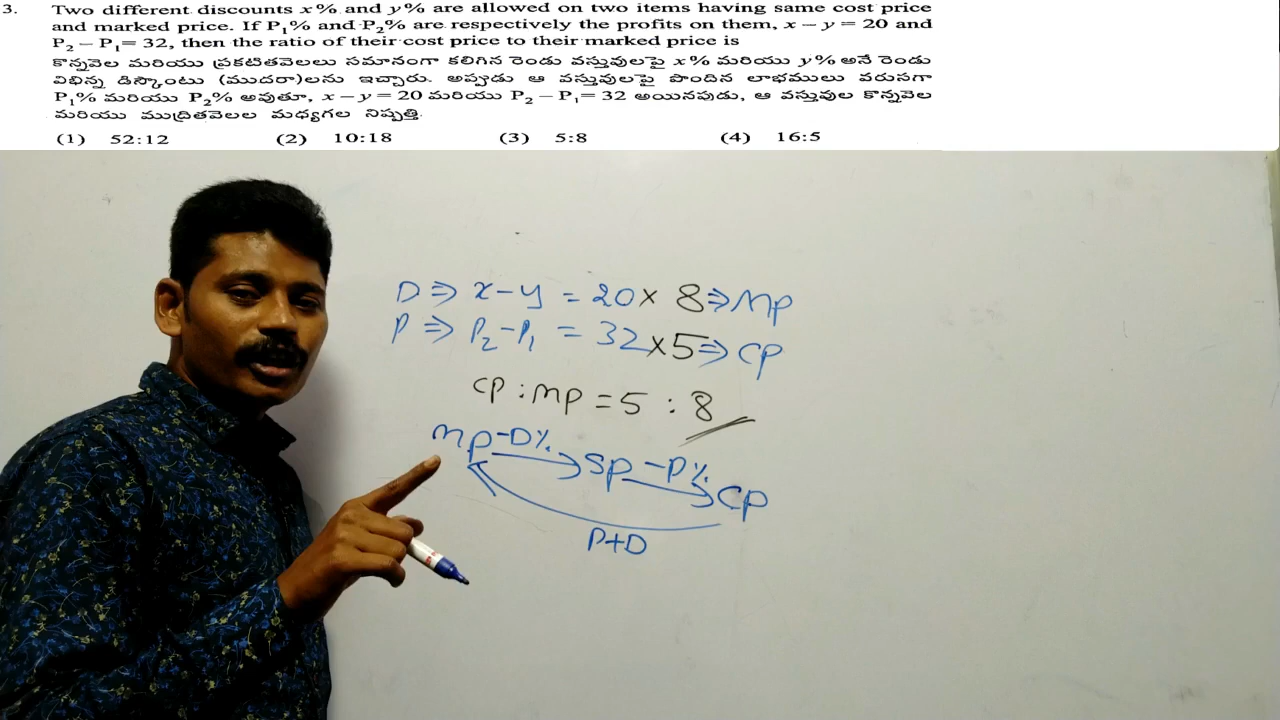 3. Two different discounts x% and y% are allowed on two items having same cost price
and marked price. If P₁% and P₂% are respectively the profits on them, x – y = 20 and
P₂ – P₁= 32, then the ratio of their cost price to their marked price is
కొన్నవెల మరియు ప్రకటితవెలలు సమానంగా కలిగిన రెండు వస్తువులపై x% మరియు y% అనే రెండు
విభిన్న డిస్కౌంటు (ముదరా)లను ఇచ్చారు. అప్పుడు ఆ వస్తువులపై పొందిన లాభములు వరుసగా
P₁% మరియు P₂% అవుతూ, x – y = 20 మరియు P₂ – P₁= 32 అయినపుడు, ఆ వస్తువుల కొన్నవెల
మరియు ముద్రితవెలల మధ్యగల నిష్పత్తి.
(1) 52:12 (2) 10:18 (3) 5:8 (4) 16:5
D ⇒ x-y = 20 × 8 ⇒ MP
P ⇒ P₂-P₁ = 32 × 5 ⇒ CP
CP : MP = 5 : 8
MP -D% → SP -P% → CP
P+D